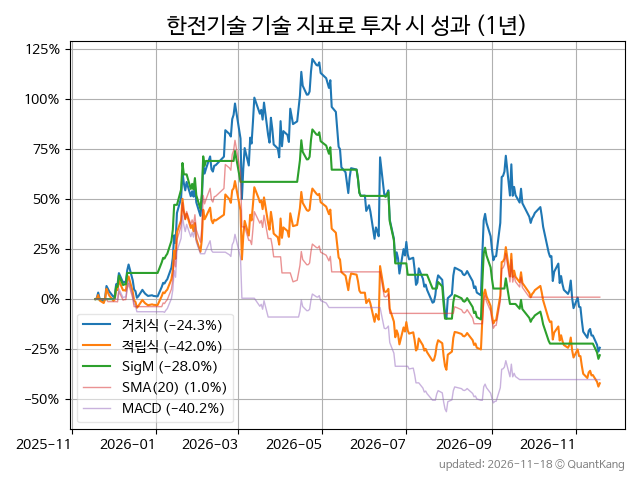 한전기술 기술 지표로 투자 시 성과 (1년)
125%
100%
75%
50%
25%
0%
−25%
−50%
거치식 (−24.3%)
적립식 (−42.0%)
SigM (−28.0%)
SMA(20) (1.0%)
MACD (−40.2%)
2025-11 2026-01 2026-03 2026-05 2026-07 2026-09 2026-11
updated: 2026-11-18 © QuantKang